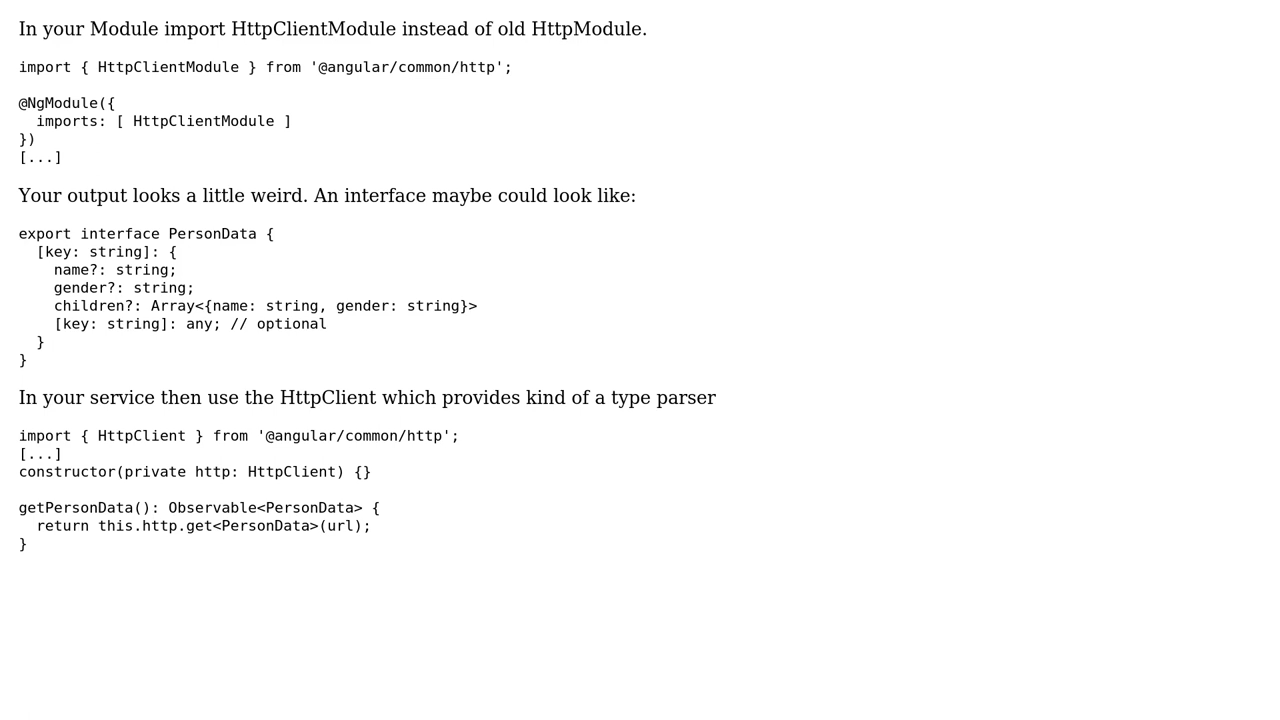 In your Module import HttpClientModule instead of old HttpModule.
import { HttpClientModule } from '@angular/common/http';
@NgModule({
  imports: [ HttpClientModule ]
})
[...]
Your output looks a little weird. An interface maybe could look like:
export interface PersonData {
  [key: string]: {
    name?: string;
    gender?: string;
    children?: Array<{name: string, gender: string}>
    [key: string]: any; // optional
  }
}
In your service then use the HttpClient which provides kind of a type parser
import { HttpClient } from '@angular/common/http';
[...]
constructor(private http: HttpClient) {}
getPersonData(): Observable<PersonData> {
  return this.http.get<PersonData>(url);
}